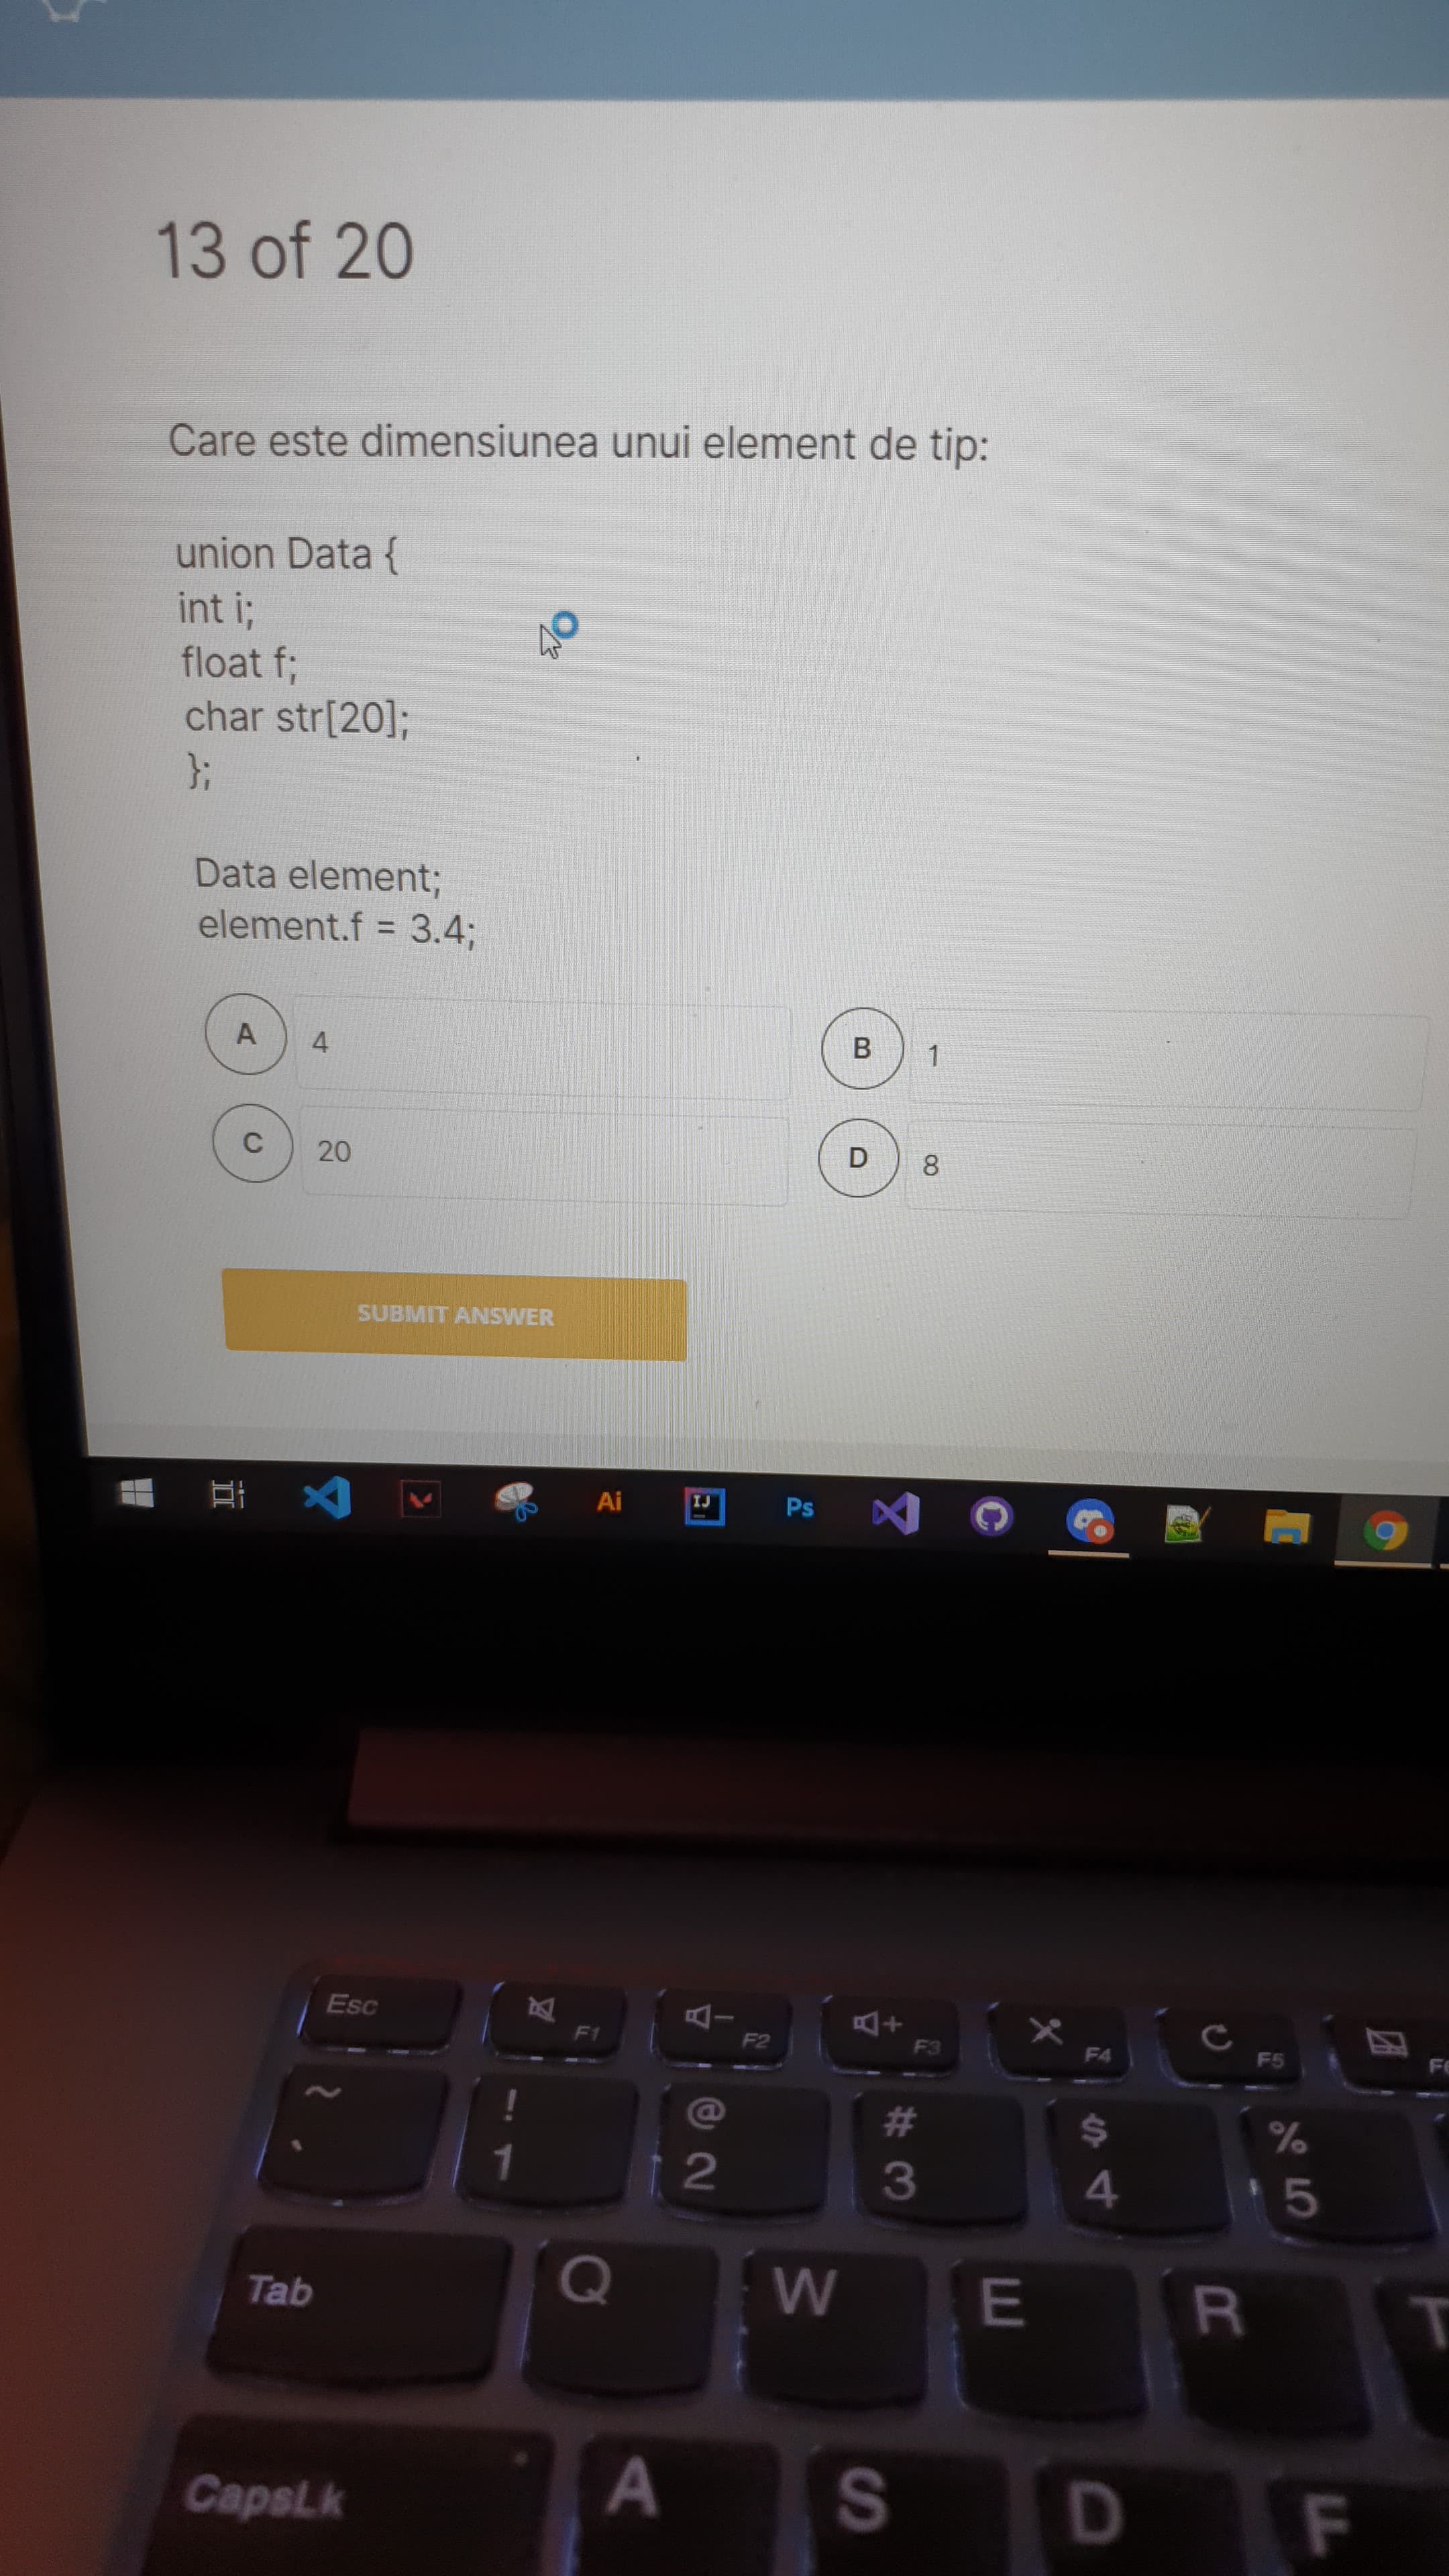 13 of 20
Care este dimensiunea unui element de tip:
union Data {
int i;
float f;
char str[20];
};
Data element;
element.f = 3.4;
A 4
B 1
C 20
D 8
SUBMIT ANSWER
Ai IJ Ps
Esc F1 F2 F3 F4 F5
~ ! @ # $ %
` 1 2 3 4 5
Tab Q W E R T
CapsLk A S D F